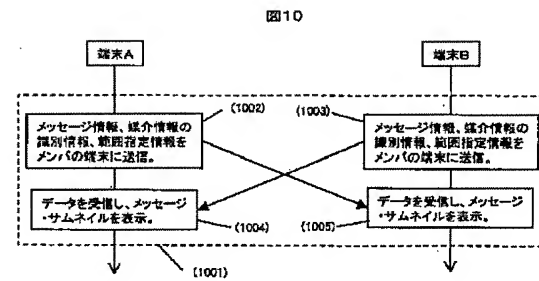 図10
端末A
端末B
(1002)
(1003)
メッセージ情報、媒介情報の
識別情報、範囲指定情報を
メンバの端末に送信。
メッセージ情報、媒介情報の
識別情報、範囲指定情報を
メンバの端末に送信。
データを受信し、メッセージ
・サムネイルを表示。
データを受信し、メッセージ
・サムネイルを表示。
(1004)
(1005)
(1001)